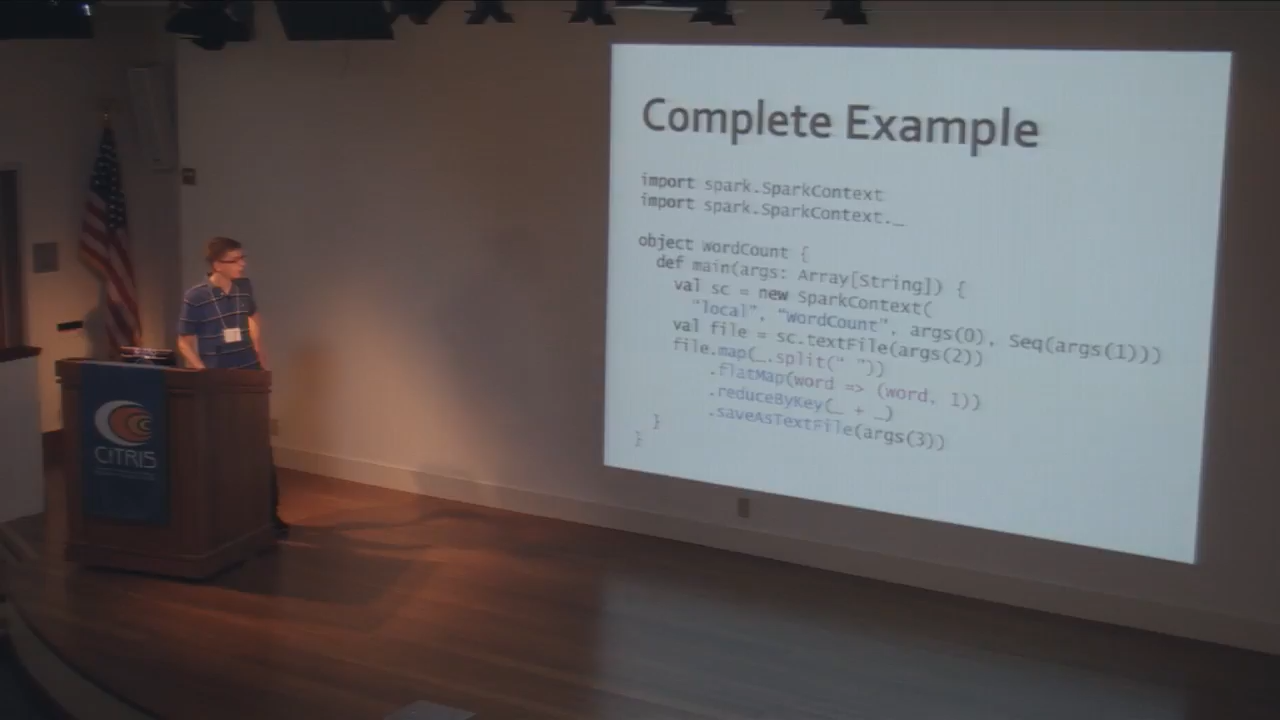 CiTRIS
Complete Example
import spark.SparkContext
import spark.SparkContext._
object wordCount {
def main(args: Array[String]) {
val sc = new SparkContext(
"local", "wordCount", args(0), Seq(args(1)))
val file = sc.textFile(args(2))
file.map(_.split(" "))
.flatMap(word => (word, 1))
.reduceByKey(_ + _)
.saveAsTextFile(args(3))
}
}